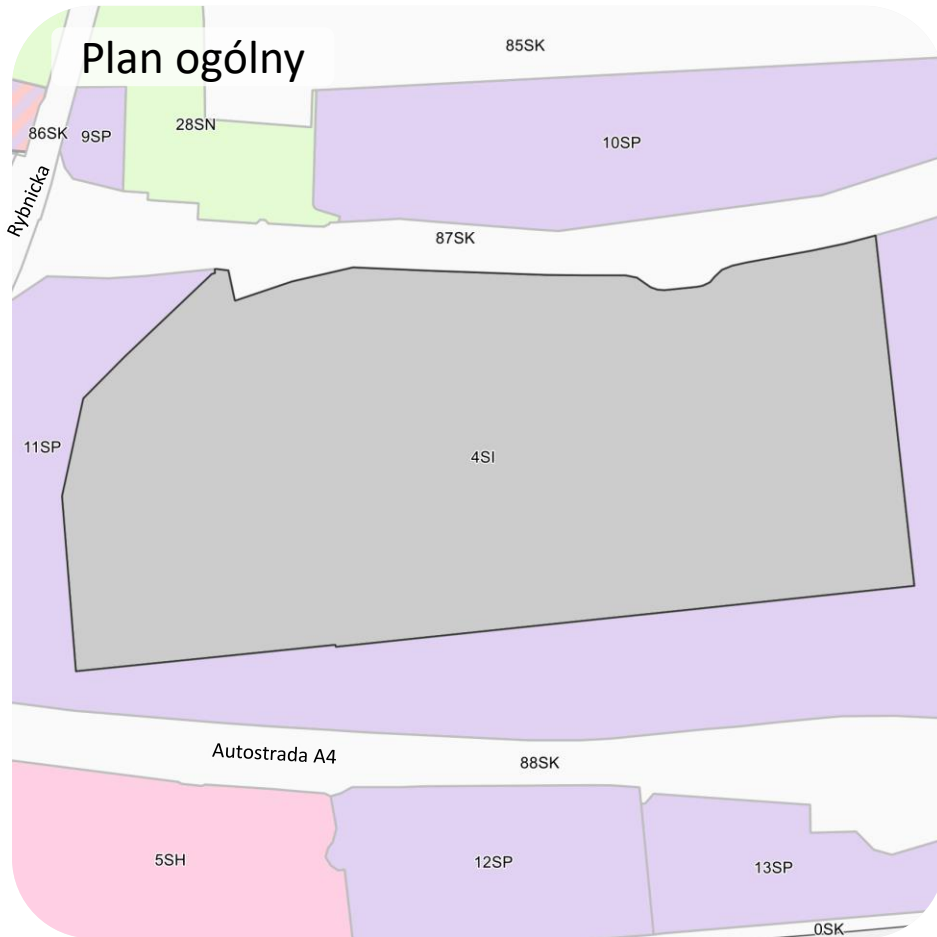 Plan ogólny
85SK
86SK
9SP
28SN
10SP
Rybnicka
87SK
11SP
4SI
Autostrada A4
88SK
5SH
12SP
13SP
0SK